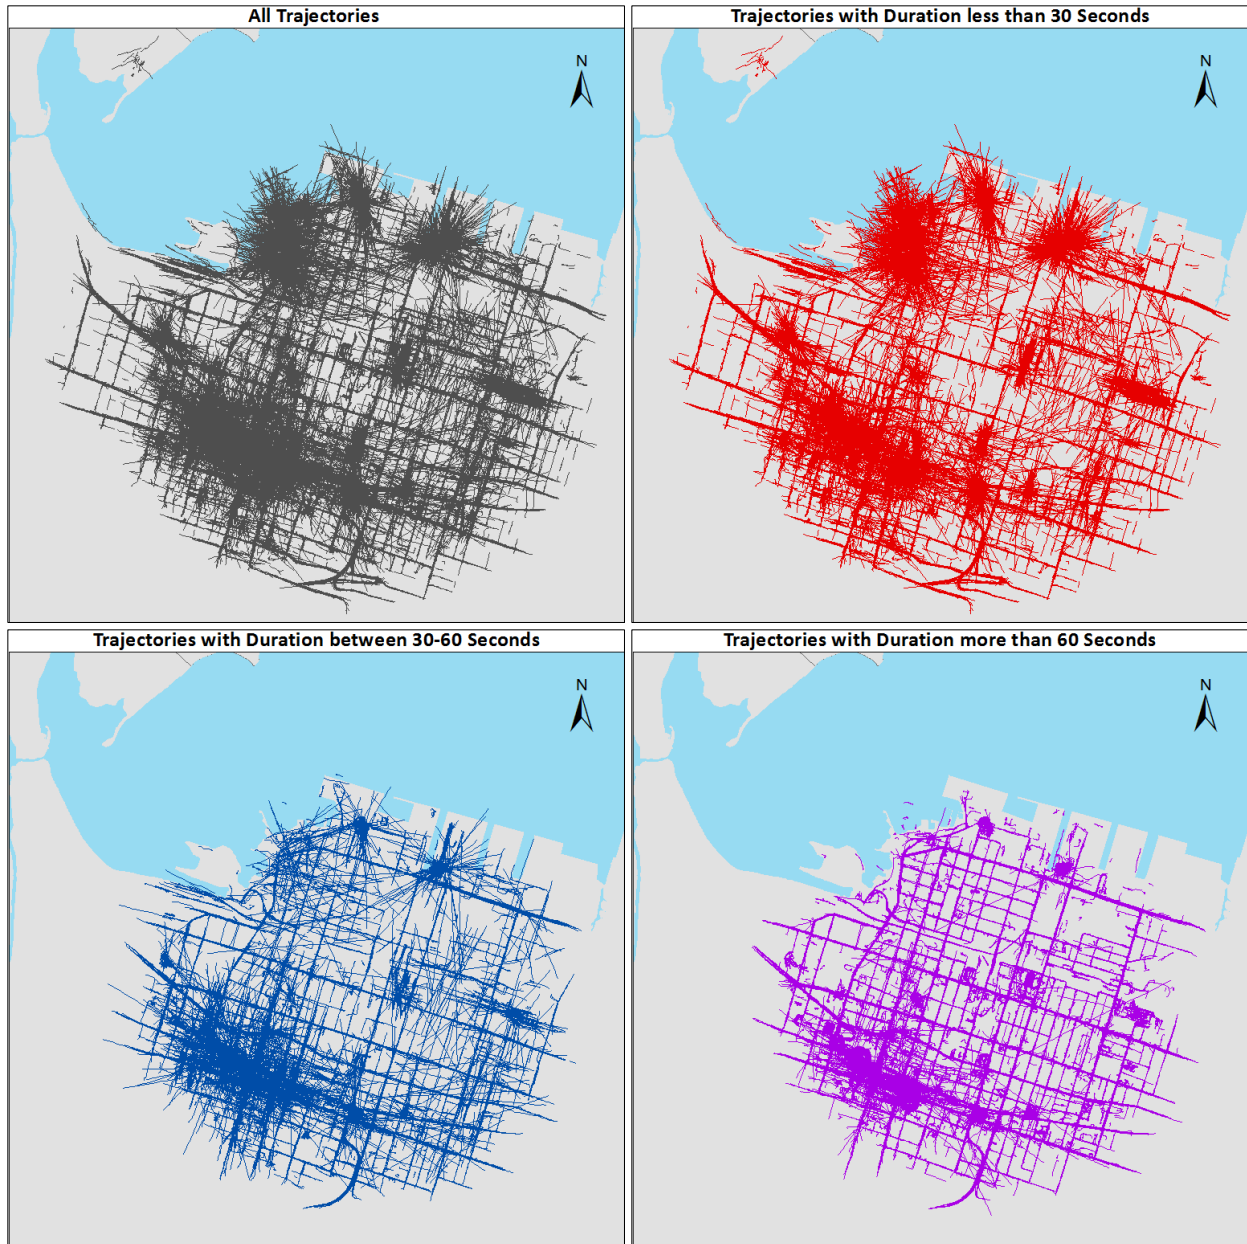 All Trajectories
Trajectories with Duration less than 30 Seconds
N
N
Trajectories with Duration between 30-60 Seconds
Trajectories with Duration more than 60 Seconds
N
N